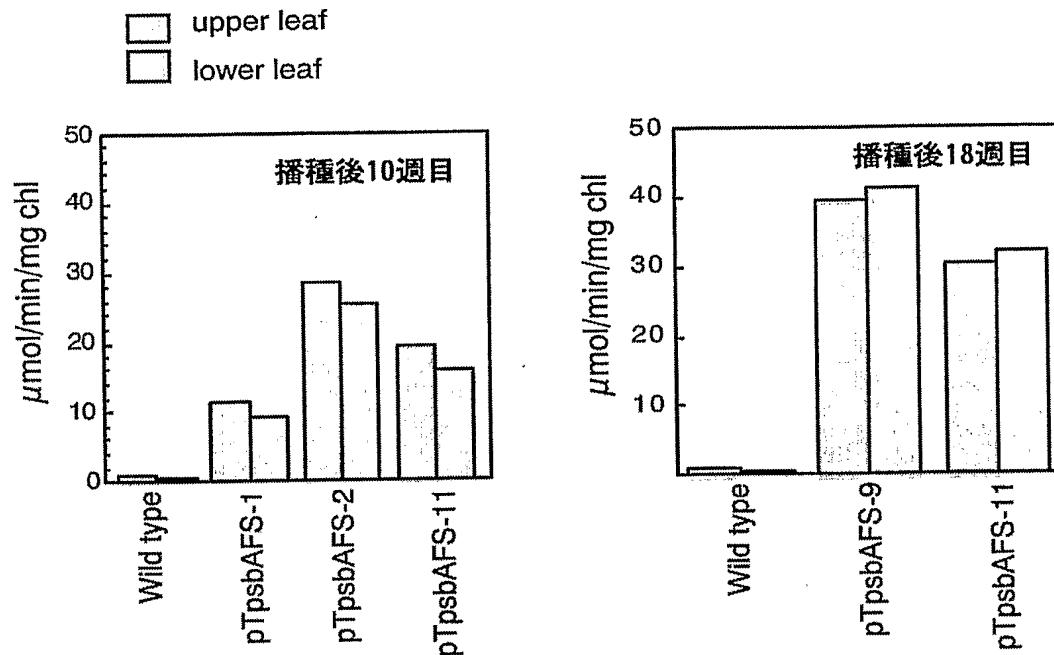 upper leaf
lower leaf
μmol/min/mg chl
50
40
30
20
10
0
播種後10週目
Wild type
pTpsbAFS-1
pTpsbAFS-2
pTpsbAFS-11
μmol/min/mg chl
50
40
30
20
10
播種後18週目
Wild type
pTpsbAFS-9
pTpsbAFS-11